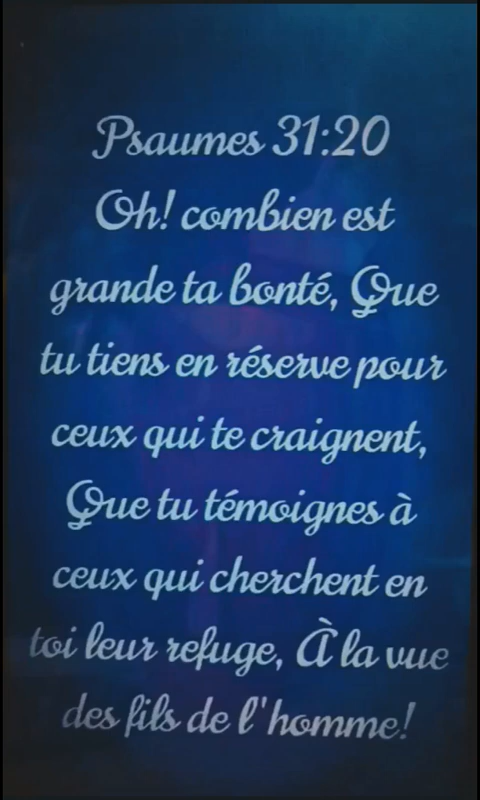 Psaumes 31:20
Oh! combien est
grande ta bonté, Que
tu tiens en réserve pour
ceux qui te craignent,
Que tu témoignes à
ceux qui cherchent en
toi leur refuge, À la vue
des fils de l'homme!